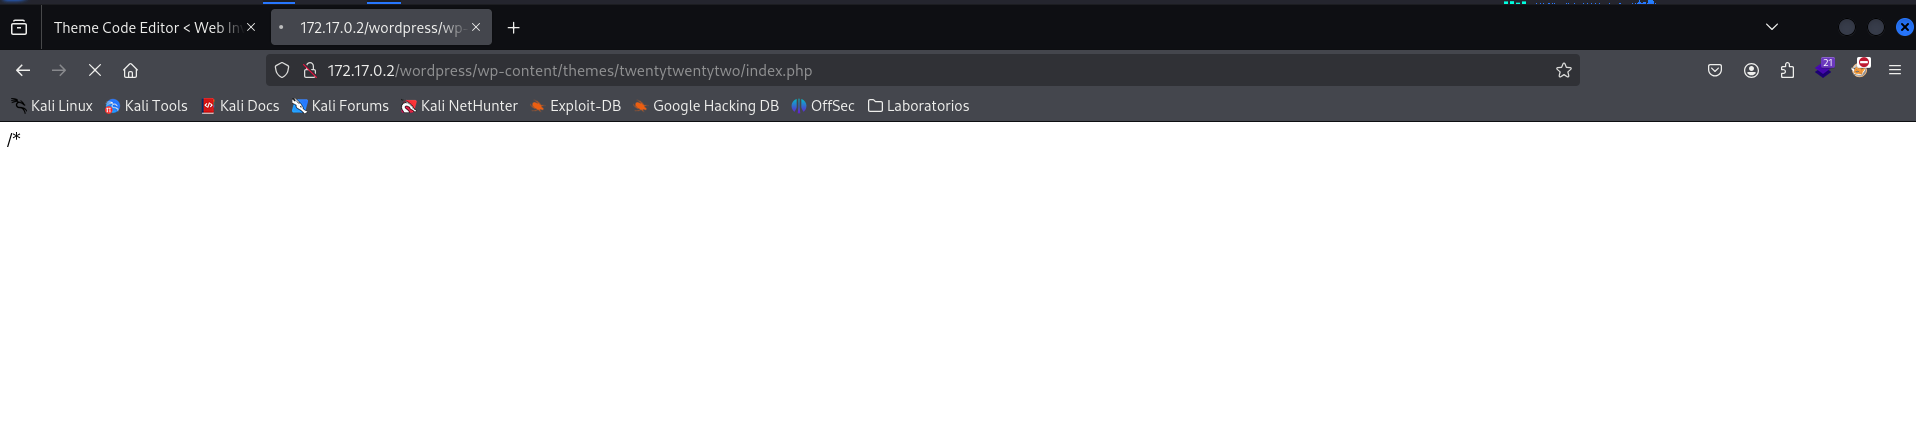 Theme Code Editor < Web In
172.17.0.2/wordpress/wp-
172.17.0.2/wordpress/wp-content/themes/twentytwentytwo/index.php
21
Kali Linux Kali Tools Kali Docs Kali Forums Kali NetHunter Exploit-DB Google Hacking DB OffSec Laboratorios
/*